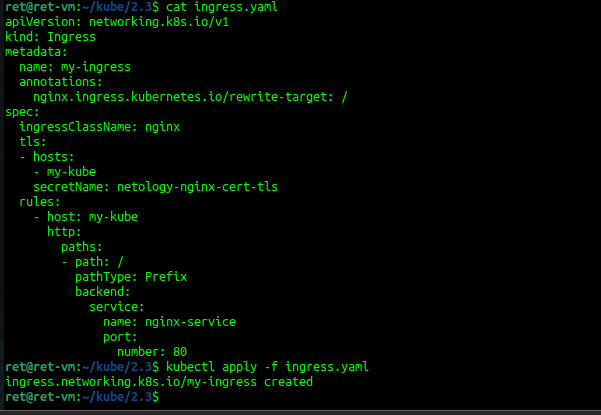 ret@ret-vm:~/kube/2.3$ cat ingress.yaml
apiVersion: networking.k8s.io/v1
kind: Ingress
metadata:
  name: my-ingress
  annotations:
    nginx.ingress.kubernetes.io/rewrite-target: /
spec:
  ingressClassName: nginx
  tls:
  - hosts:
    - my-kube
    secretName: netology-nginx-cert-tls
  rules:
    - host: my-kube
      http:
        paths:
        - path: /
          pathType: Prefix
          backend:
            service:
              name: nginx-service
              port:
                number: 80
ret@ret-vm:~/kube/2.3$ kubectl apply -f ingress.yaml
ingress.networking.k8s.io/my-ingress created
ret@ret-vm:~/kube/2.3$